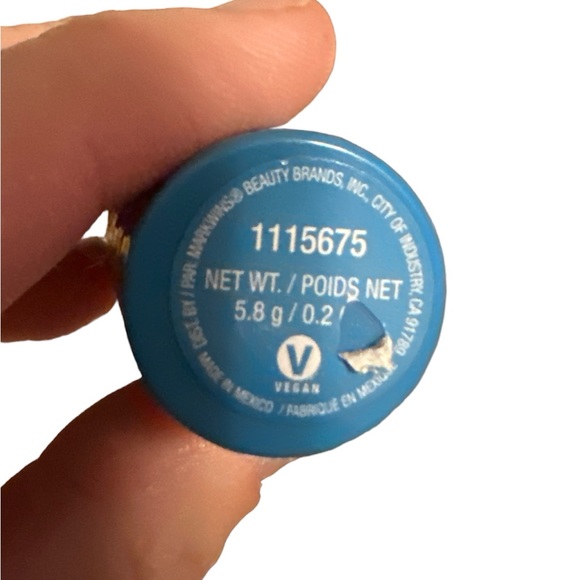 DIST. BY / PAR MARKWINS® BEAUTY BRANDS, INC., CITY OF INDUSTRY, CA 91789
1115675
NET WT. / POIDS NET
5.8 g / 0.2
V
VEGAN
MADE IN MEXICO / FABRIQUÉ EN MEXIQUE